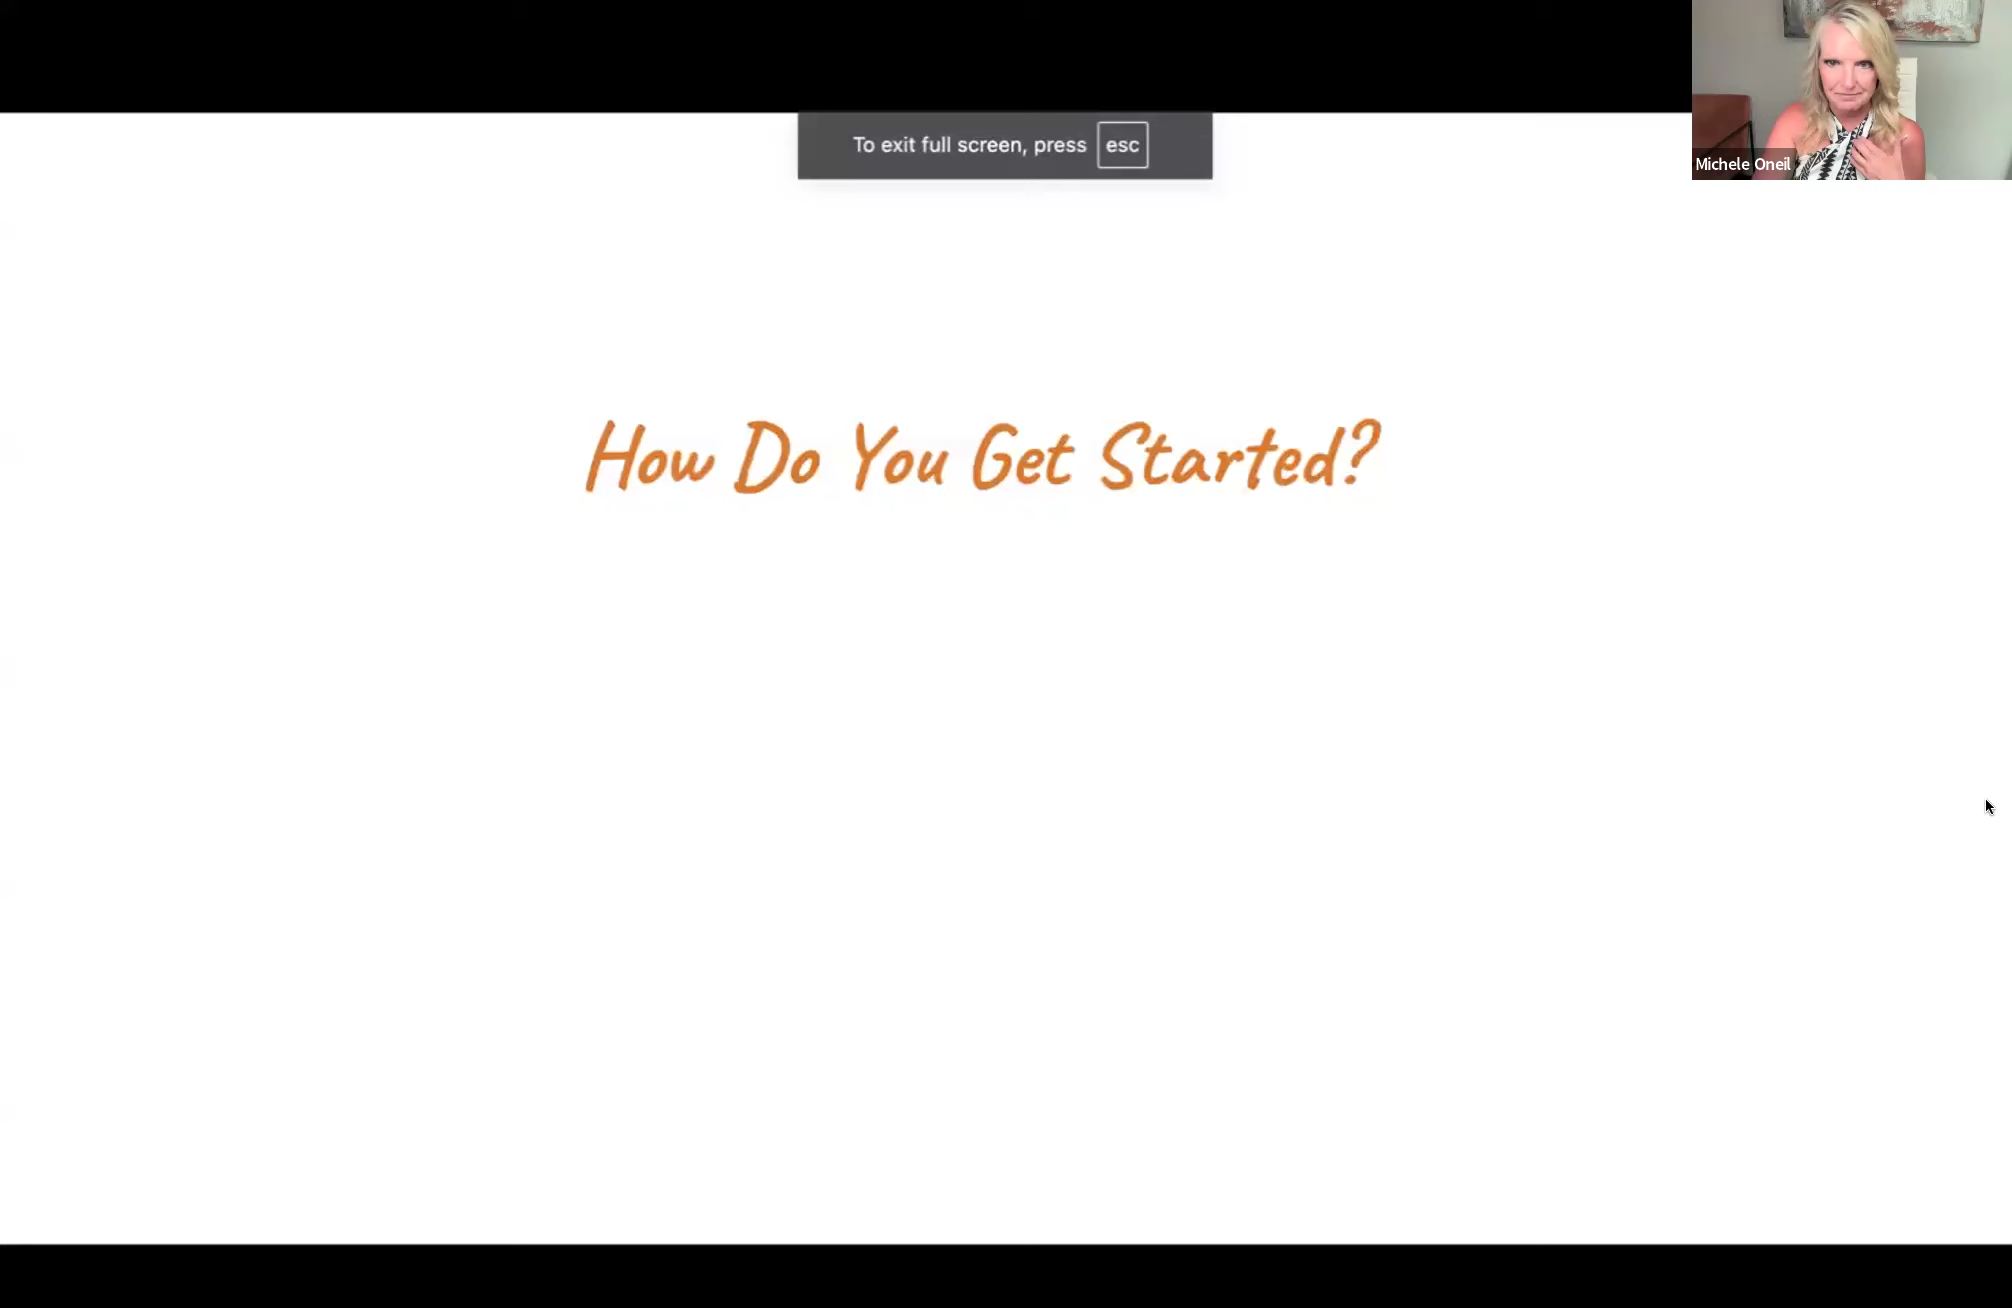 To exit full screen, press esc
Michele Oneil
How Do You Get Started?